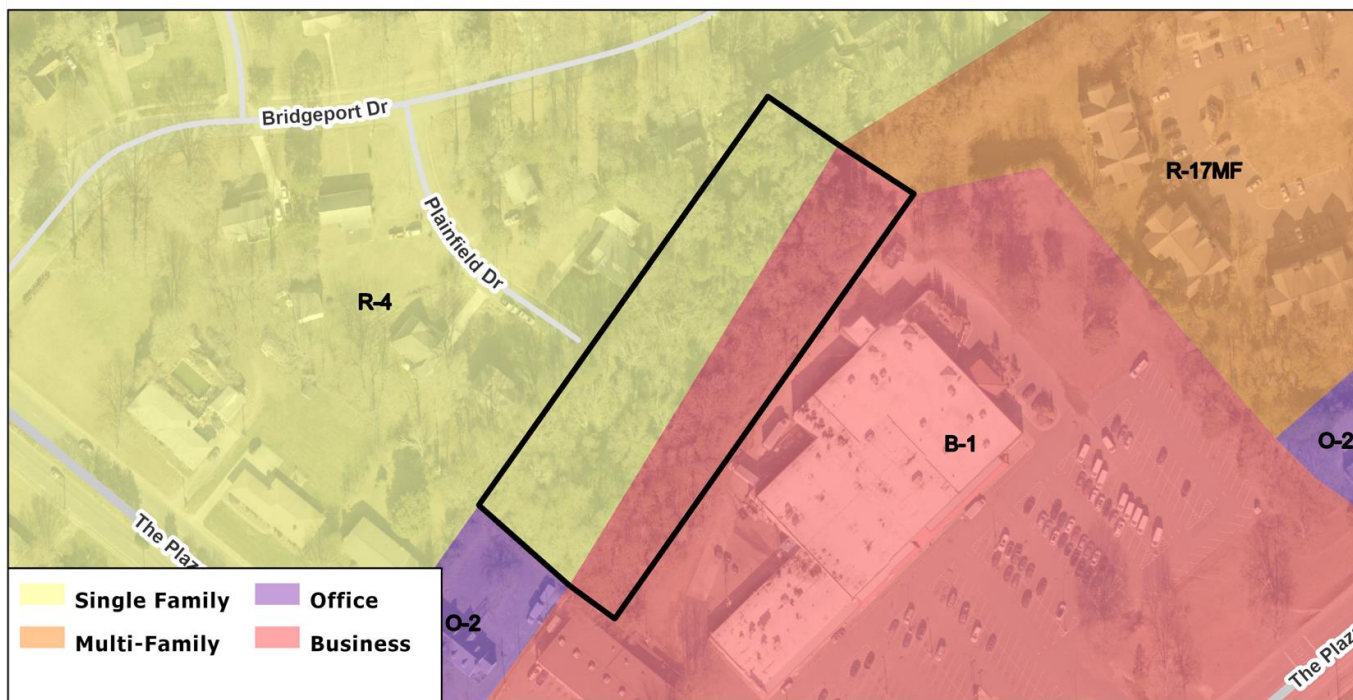 Bridgeport Dr
R-17MF
Plainfield Dr
R-4
B-1
O-2
The Plaz
O-2
The Plaz
Single Family
Office
Multi-Family
Business